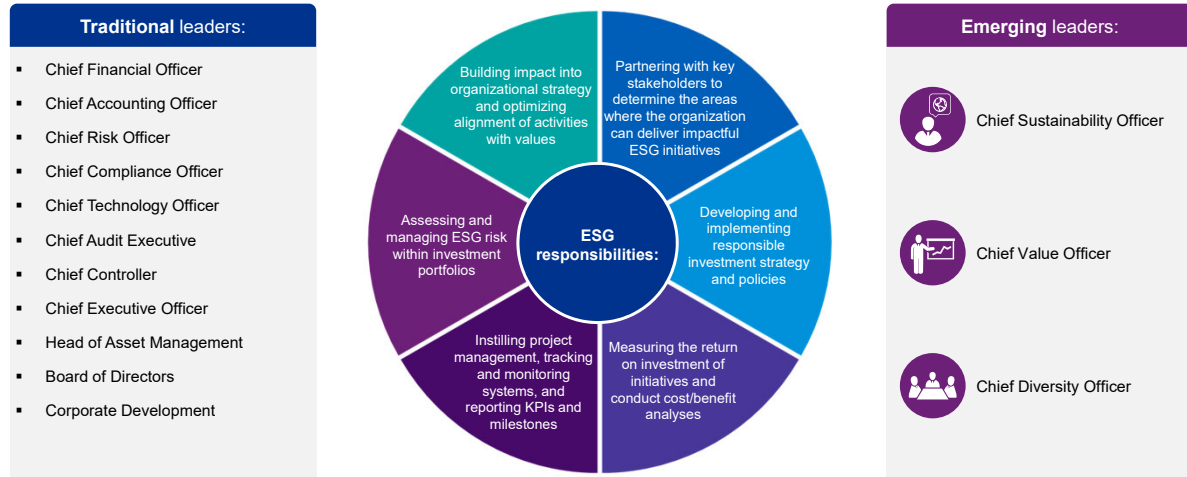 Traditional leaders:
▪ Chief Financial Officer
▪ Chief Accounting Officer
▪ Chief Risk Officer
▪ Chief Compliance Officer
▪ Chief Technology Officer
▪ Chief Audit Executive
▪ Chief Controller
▪ Chief Executive Officer
▪ Head of Asset Management
▪ Board of Directors
▪ Corporate Development
Building impact into
organizational strategy
and optimizing
alignment of activities
with values
Partnering with key
stakeholders to
determine the areas
where the organization
can deliver impactful
ESG initiatives
Assessing and
managing ESG risk
within investment
portfolios
ESG
responsibilities:
Developing and
implementing
responsible
investment strategy
and policies
Instilling project
management, tracking
and monitoring
systems, and
reporting KPIs and
milestones
Measuring the return
on investment of
initiatives and
conduct cost/benefit
analyses
Emerging leaders:
Chief Sustainability Officer
Chief Value Officer
Chief Diversity Officer